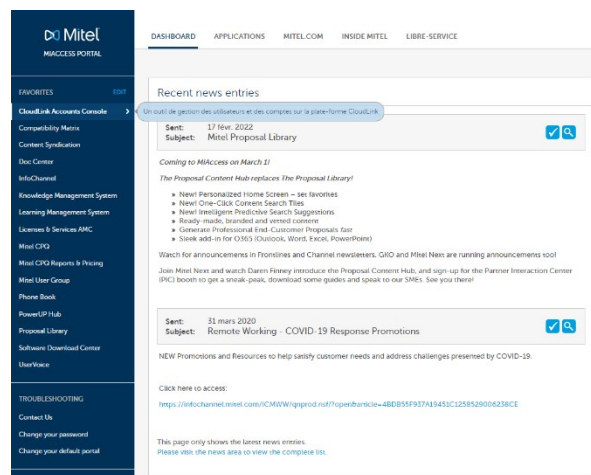 Mitel
MIACCESS PORTAL
DASHBOARD APPLICATIONS MITEL.COM INSIDE MITEL LIBRE-SERVICE
FAVORITES EDIT
CloudLink Accounts Console
Compatibility Matrix
Content Syndication
Doc Center
InfoChannel
Knowledge Management System
Learning Management System
Licenses & Services AMC
Mitel CPQ
Mitel CPQ Reports & Pricing
Mitel User Group
Phone Book
PowerUP Hub
Proposal Library
Software Download Center
UserVoice
TROUBLESHOOTING
Contact Us
Change your password
Change your default portal
Recent news entries
Un outil de gestion des utilisateurs et des comptes sur la plate-forme CloudLink
Sent: 17 févr. 2022
Subject: Mitel Proposal Library
Coming to MiAccess on March 1!
The Proposal Content Hub replaces The Proposal Library!
» New! Personalized Home Screen – set favorites
» New! One-Click Content Search Tiles
» New! Intelligent Predictive Search Suggestions
» Ready-made, branded and vetted content
» Generate Professional End-Customer Proposals fast
» Sleek add-in for O365 (Outlook, Word, Excel, PowerPoint)
Watch for announcements in Frontlines and Channel newsletters. GIIO and Mitel Next are running announcements too!
Join Mitel Next and watch Daren Finney introduce the Proposal Content Hub, and sign-up for the Partner Interaction Center
(PIC) booth to get a sneak-peak, download some guides and speak to our SMEs. See you there!
Sent: 31 mars 2020
Subject: Remote Working - COVID-19 Response Promotions
NEW Promotions and Resources to help satisfy customer needs and address challenges presented by COVID-19.
Click here to access:
This page only shows the latest news entries.
Please visit the news area to view the complete list.